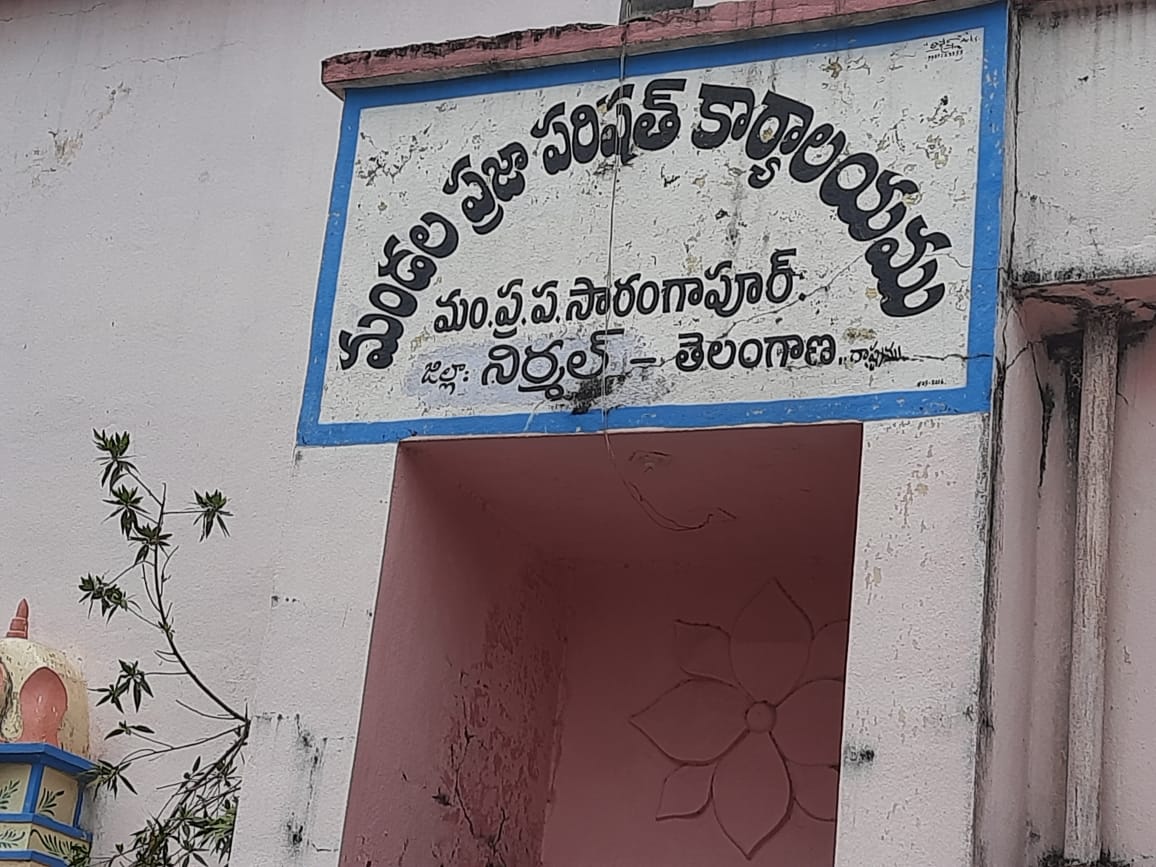 మండల ప్రజా పరిషత్ కార్యాలయము
మం.ప్ర.ప. సారంగాపూర్.
జిల్లా: నిర్మల్ - తెలంగాణ..రాష్ట్రము